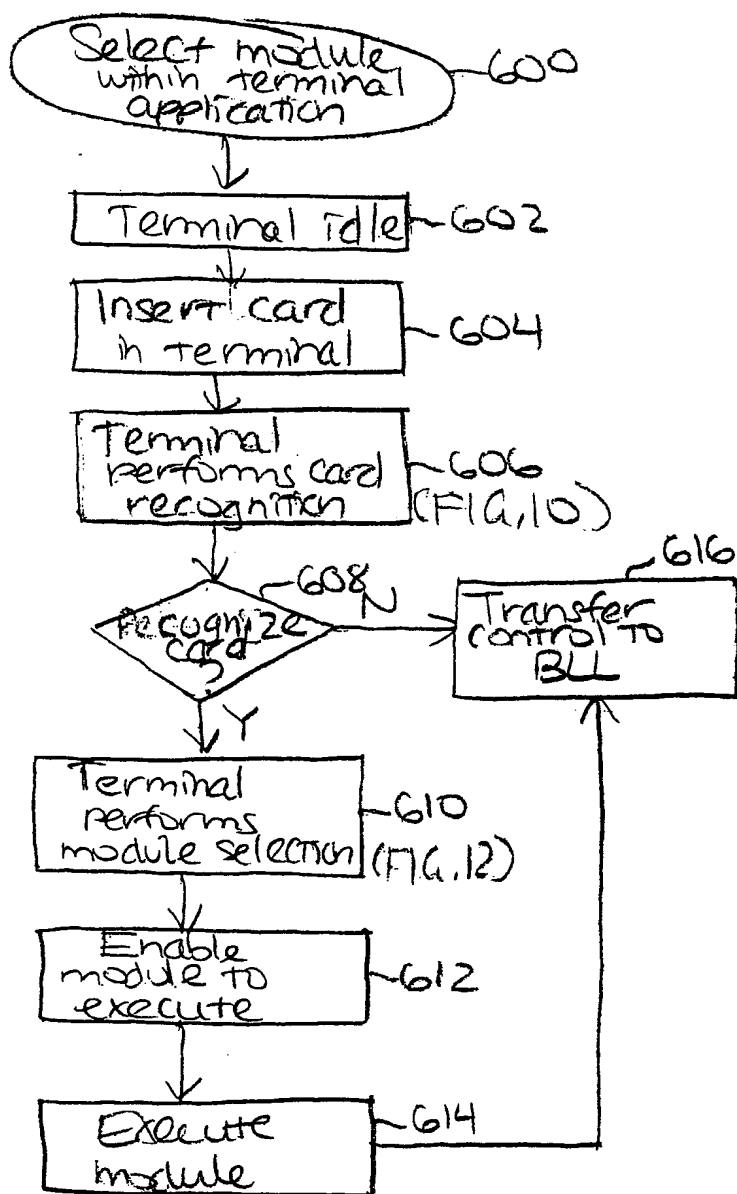 Select module
within terminal
application
600
Terminal Idle
602
Insert card
in terminal
604
Terminal
performs card
recognition
606
(FIG. 10)
608
N
recognize
card
?
616
Transfer
control to
BLL
Y
Terminal
performs
module selection
610
(FIG. 12)
Enable
module to
execute
612
Execute
module
614